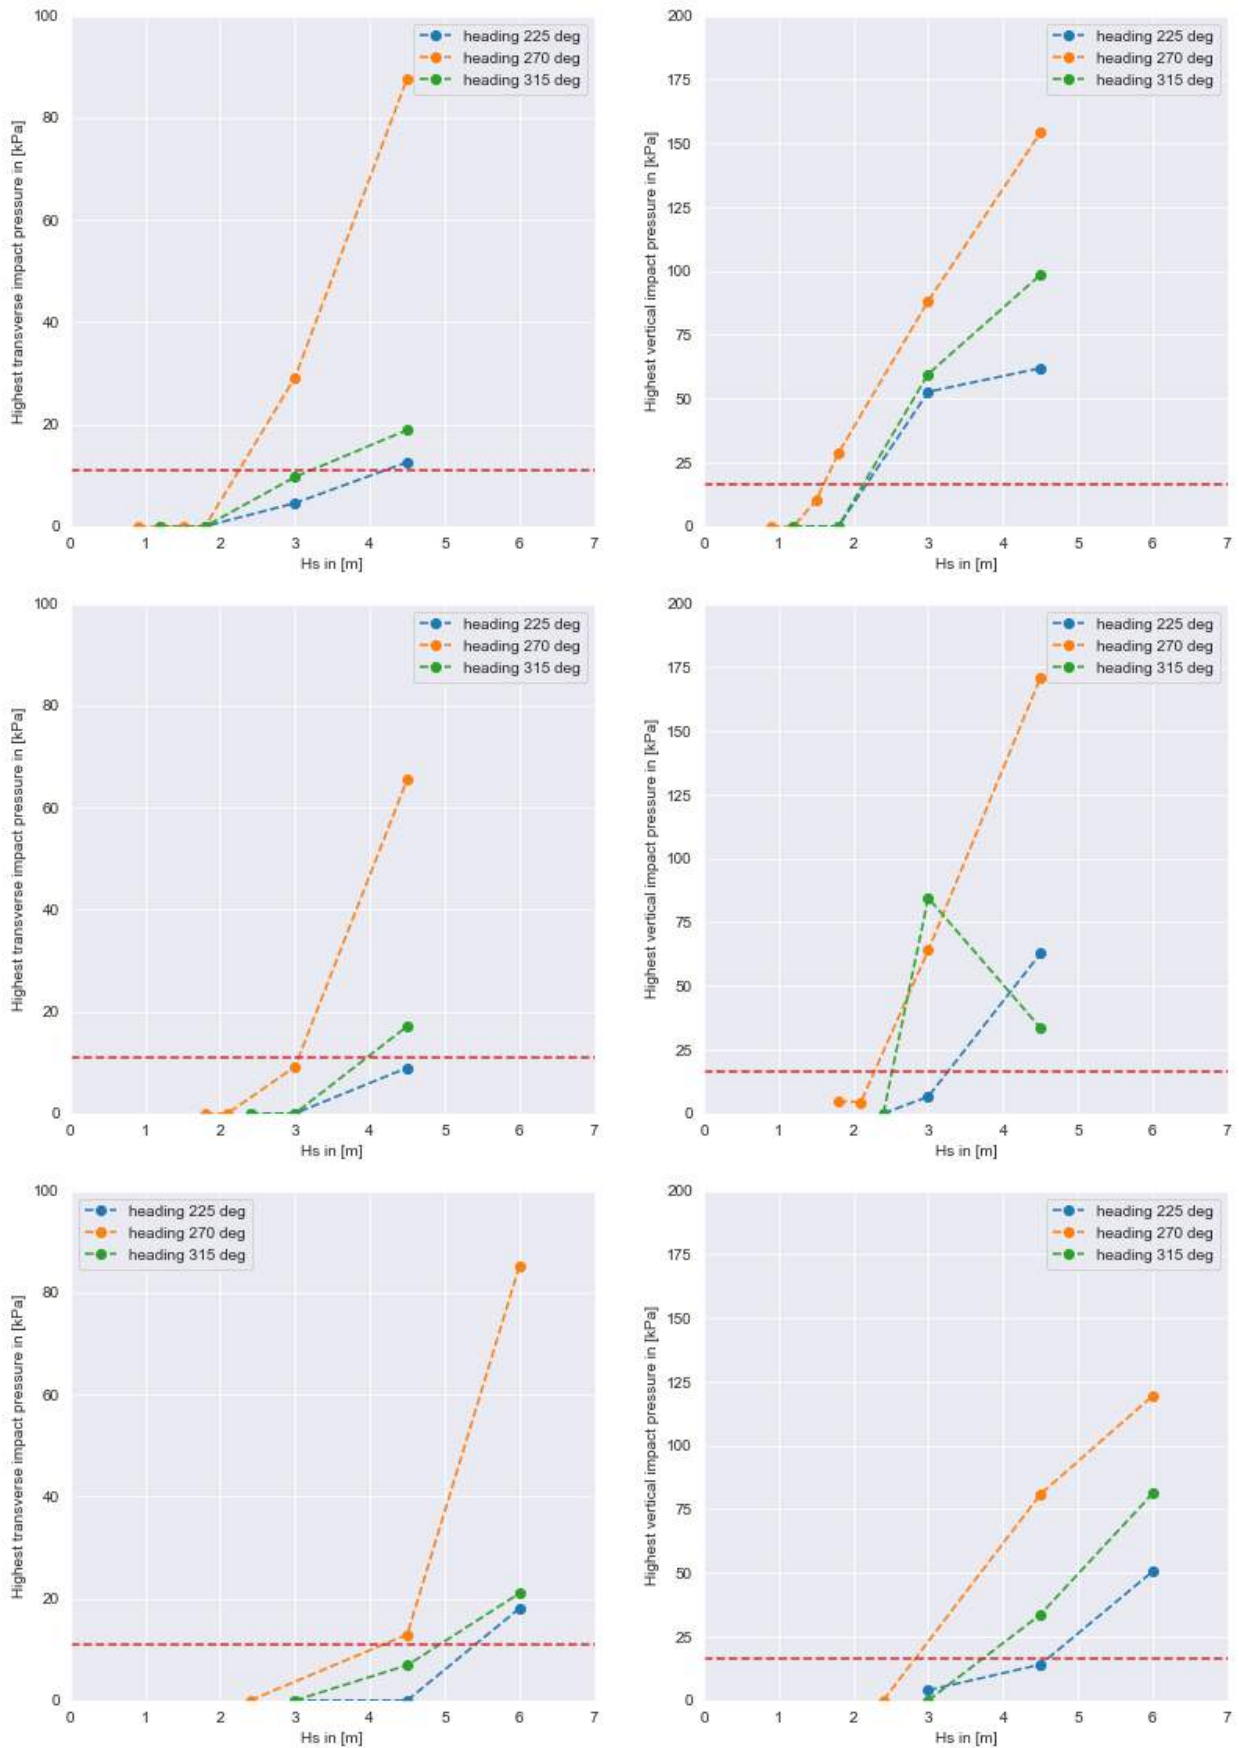 100
80
60
40
20
0
0 1 2 3 4 5 6 7
Hs in [m]
Highest transverse impact pressure in [kPa]
heading 225 deg
heading 270 deg
heading 315 deg
200
175
150
125
100
75
50
25
0
0 1 2 3 4 5 6 7
Hs in [m]
Highest vertical impact pressure in [kPa]
heading 225 deg
heading 270 deg
heading 315 deg
100
80
60
40
20
0
0 1 2 3 4 5 6 7
Hs in [m]
Highest transverse impact pressure in [kPa]
heading 225 deg
heading 270 deg
heading 315 deg
200
175
150
125
100
75
50
25
0
0 1 2 3 4 5 6 7
Hs in [m]
Highest vertical impact pressure in [kPa]
heading 225 deg
heading 270 deg
heading 315 deg
100
80
60
40
20
0
0 1 2 3 4 5 6 7
Hs in [m]
Highest transverse impact pressure in [kPa]
heading 225 deg
heading 270 deg
heading 315 deg
200
175
150
125
100
75
50
25
0
0 1 2 3 4 5 6 7
Hs in [m]
Highest vertical impact pressure in [kPa]
heading 225 deg
heading 270 deg
heading 315 deg